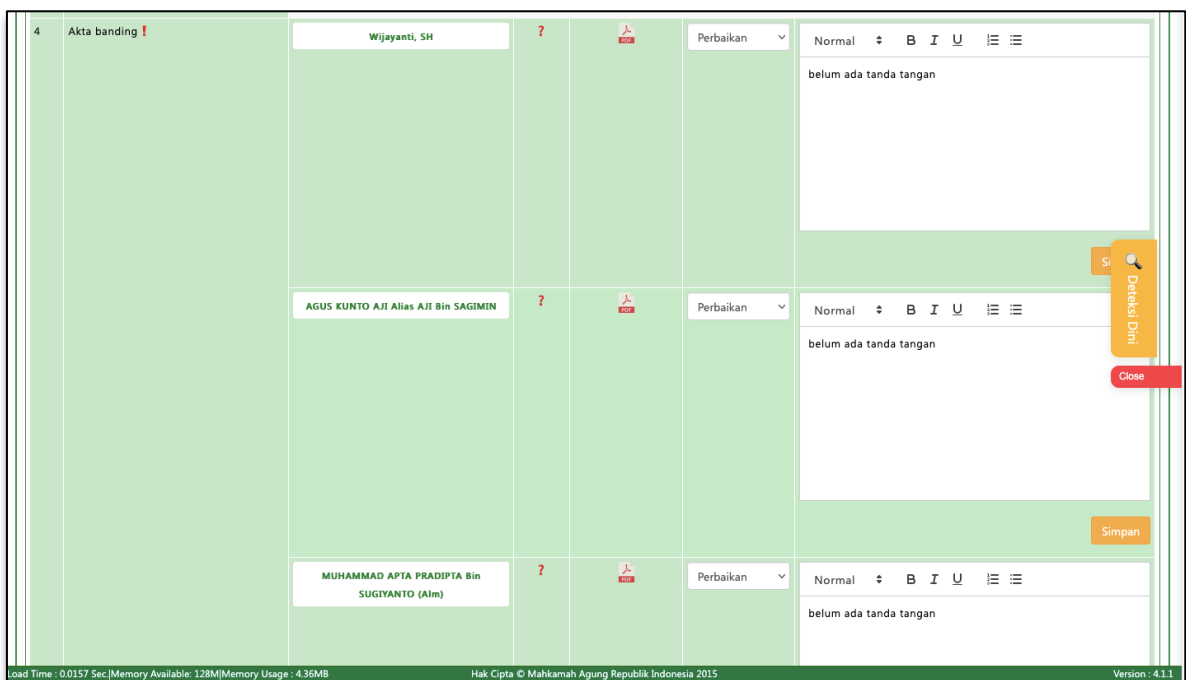 4 Akta banding ! Wijayanti, SH ? PDF Perbaikan Normal B I U
belum ada tanda tangan
Deteksi Dini
AGUS KUNTO AJI Alias AJI Bin SAGIMIN ? PDF Perbaikan Normal B I U
belum ada tanda tangan
Close
Simpan
MUHAMMAD APTA PRADIPTA Bin
SUGIYANTO (Alm) ? PDF Perbaikan Normal B I U
belum ada tanda tangan
Load Time : 0.0157 Sec.|Memory Available: 128M|Memory Usage : 4.36MB Hak Cipta © Mahkamah Agung Republik Indonesia 2015 Version : 4.1.1